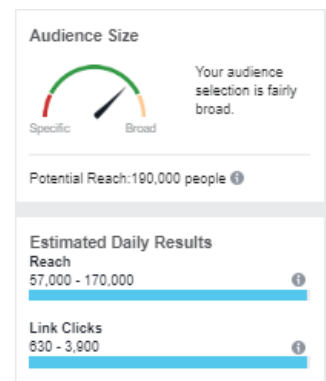 Audience Size
Your audience
selection is fairly
broad.
Specific
Broad
Potential Reach:190,000 people
Estimated Daily Results
Reach
57,000 - 170,000
Link Clicks
630 - 3,900